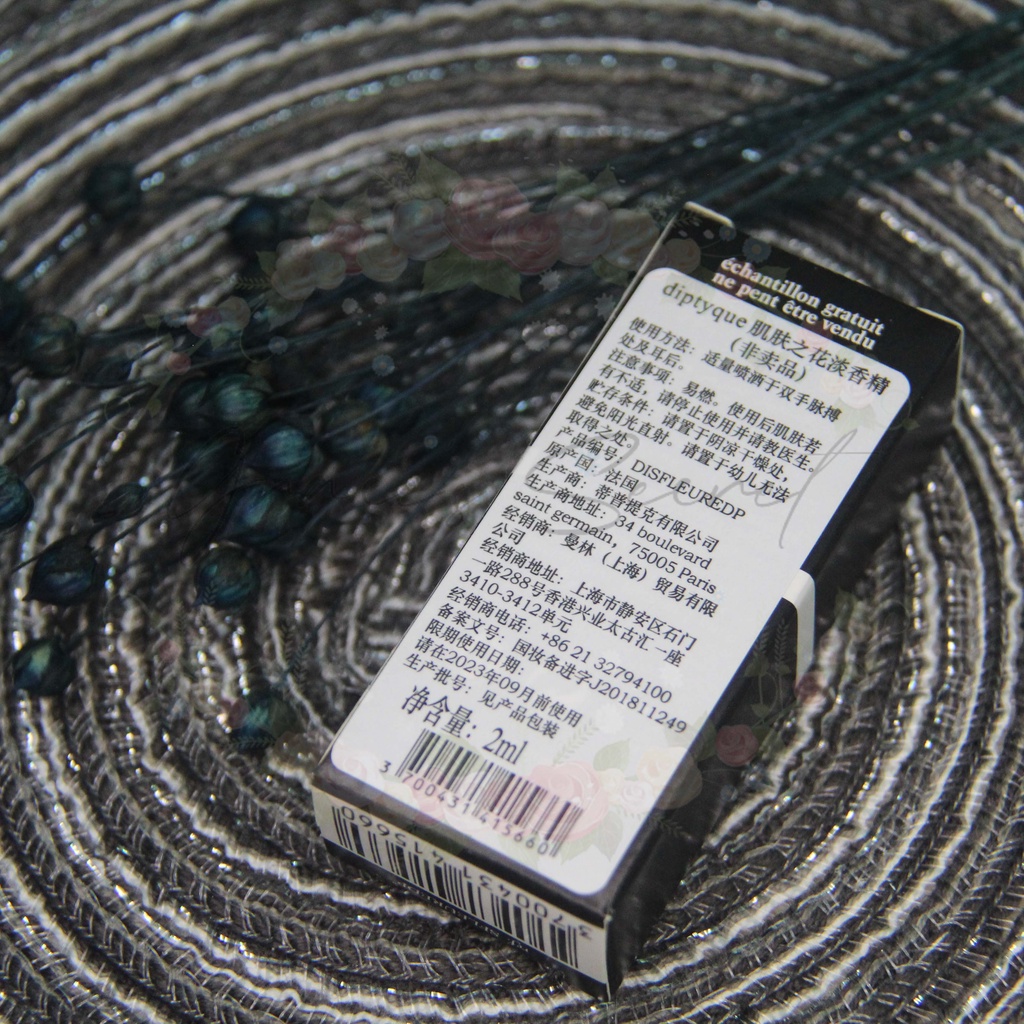 échantillon gratuit
ne pent être vendu
diptyque 肌肤之花淡香精
（非卖品）
使用方法：适量喷洒于双手脉搏
处及耳后。
注意事项：易燃。使用后肌肤若
有不适，请停止使用并请教医生。
贮存条件：请置于阴凉干燥处，
避免阳光直射。请置于幼儿无法
取得之处。
产品编号： DISFLEUREDP
原产国：法国
生产商：蒂普提克有限公司
生产商地址：34 boulevard
saint germain, 75005 Paris
经销商：曼林（上海）贸易有限
公司
经销商地址：上海市静安区石门
一路288号香港兴业太古汇一座
3410-3412单元
经销商电话：+86 21 32794100
备案文号：国妆备进字J201811249
限期使用日期：
请在2023年09月前使用
生产批号：见产品包装
净含量：2ml
3 700431 415660
3 700431 415660